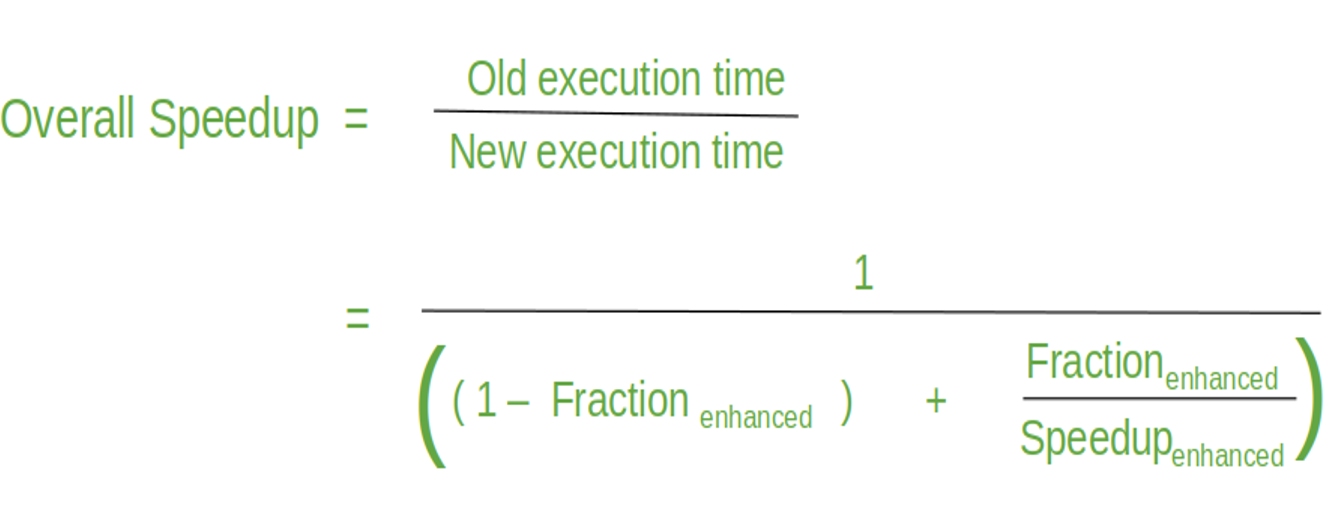 Overall Speedup = Old execution time
New execution time
= 1
( ( 1 – Fraction enhanced ) + Fraction enhanced )
Speedup enhanced